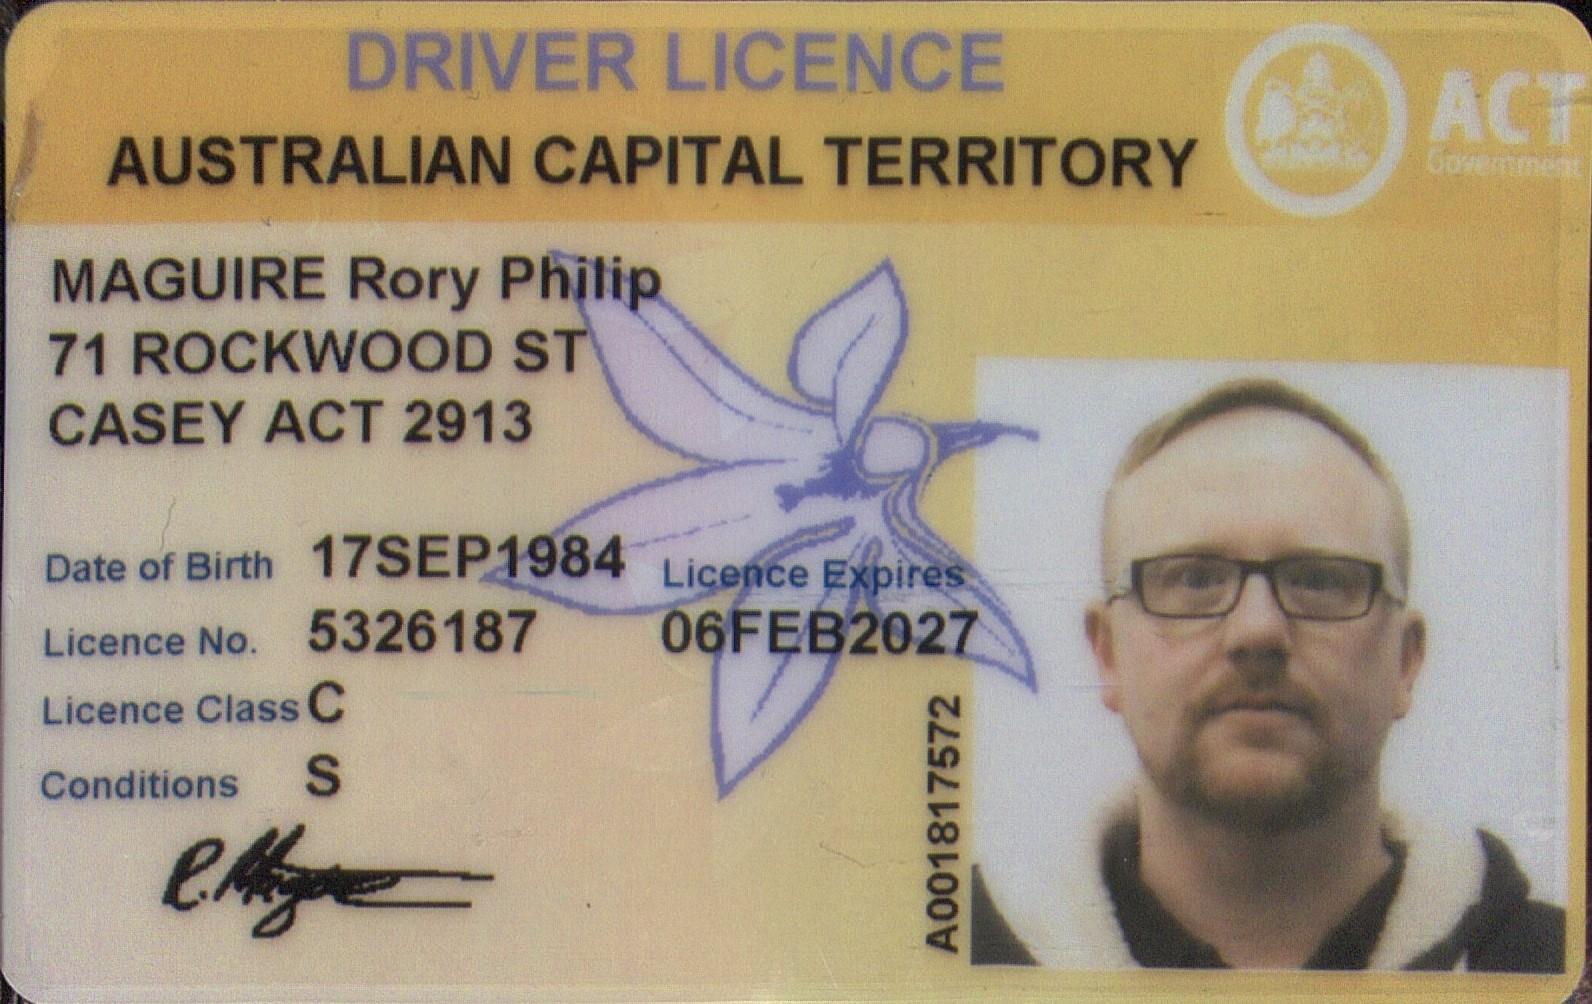 DRIVER LICENCE
AUSTRALIAN CAPITAL TERRITORY
ACT
Government
MAGUIRE Rory Philip
71 ROCKWOOD ST
CASEY ACT 2913
Date of Birth 17SEP1984
Licence Expires
Licence No. 5326187
06FEB2027
Licence Class C
Conditions S
A001817572